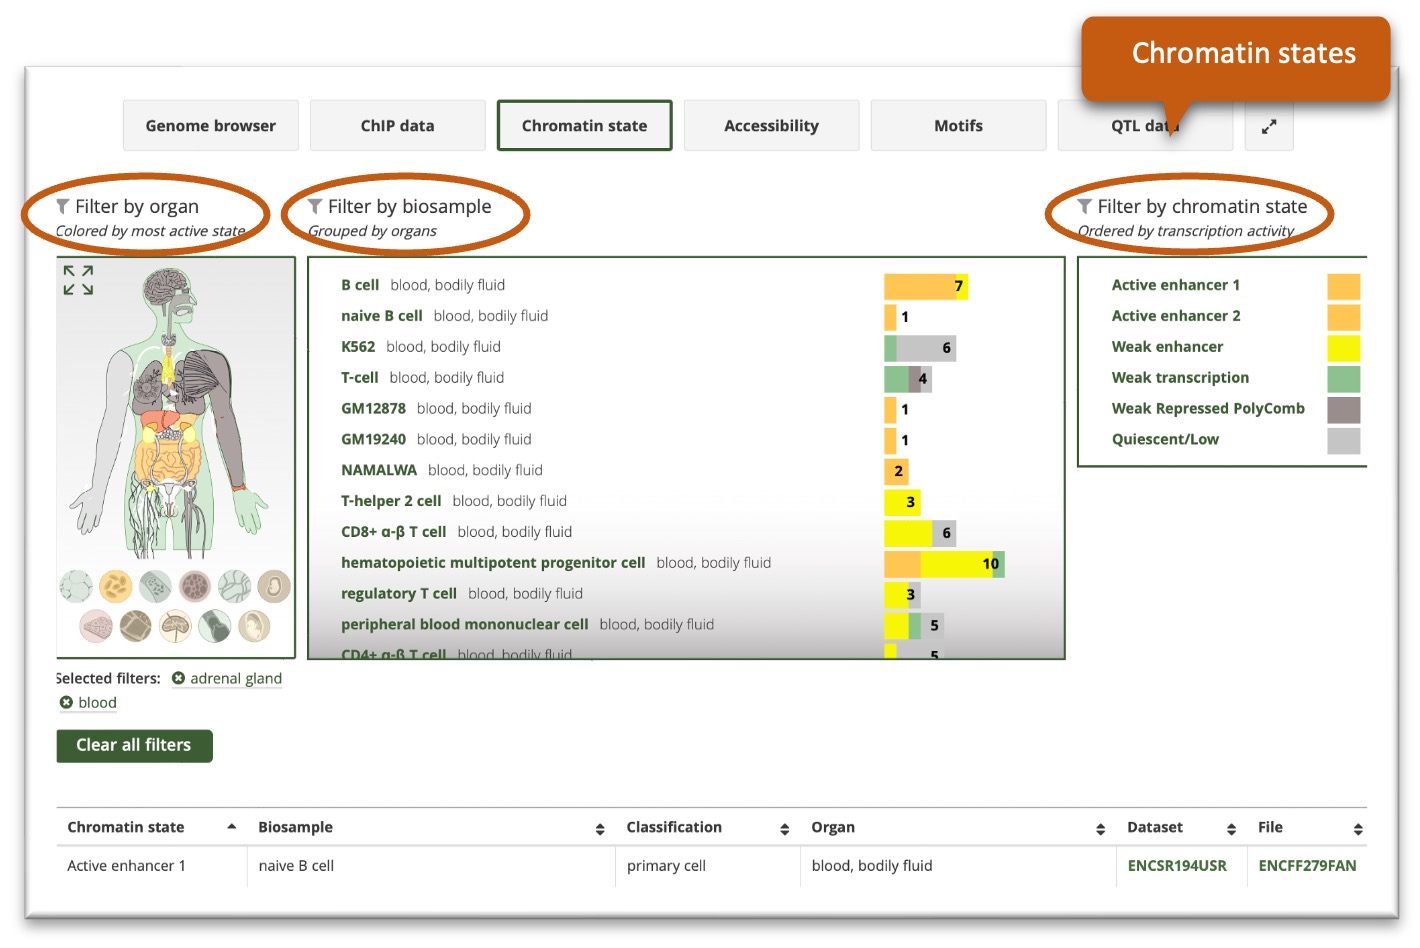 Chromatin states
Genome browser
ChIP data
Chromatin state
Accessibility
Motifs
QTL data
Filter by organ
Colored by most active state
Filter by biosample
Grouped by organs
Filter by chromatin state
Ordered by transcription activity
B cell blood, bodily fluid 7
naive B cell blood, bodily fluid 1
K562 blood, bodily fluid 6
T-cell blood, bodily fluid 4
GM12878 blood, bodily fluid 1
GM19240 blood, bodily fluid 1
NAMALWA blood, bodily fluid 2
T-helper 2 cell blood, bodily fluid 3
CD8+ α-β T cell blood, bodily fluid 6
hematopoietic multipotent progenitor cell blood, bodily fluid 10
regulatory T cell blood, bodily fluid 3
peripheral blood mononuclear cell blood, bodily fluid 5
CD4+ α-β T cell blood, bodily fluid 5
Active enhancer 1
Active enhancer 2
Weak enhancer
Weak transcription
Weak Repressed PolyComb
Quiescent/Low
Selected filters: adrenal gland
blood
Clear all filters
Chromatin state Biosample Classification Organ Dataset File
Active enhancer 1 naive B cell primary cell blood, bodily fluid ENCSR194USR ENCFF279FAN